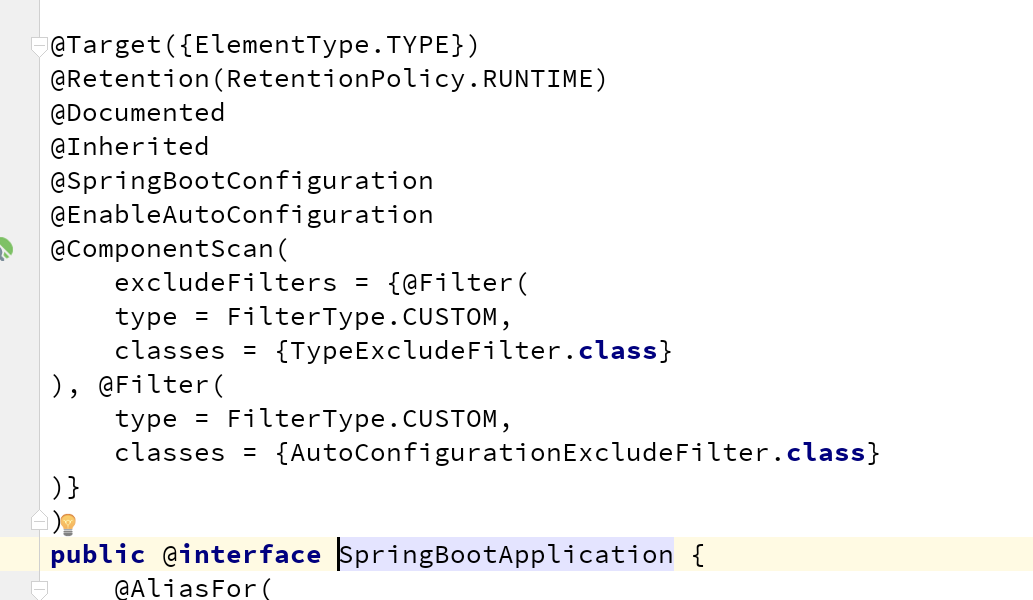 @Target({ElementType.TYPE})
@Retention(RetentionPolicy.RUNTIME)
@Documented
@Inherited
@SpringBootConfiguration
@EnableAutoConfiguration
@ComponentScan(
    excludeFilters = {@Filter(
    type = FilterType.CUSTOM,
    classes = {TypeExcludeFilter.class}
), @Filter(
    type = FilterType.CUSTOM,
    classes = {AutoConfigurationExcludeFilter.class}
)}
)
public @interface SpringBootApplication {
    @AliasFor(